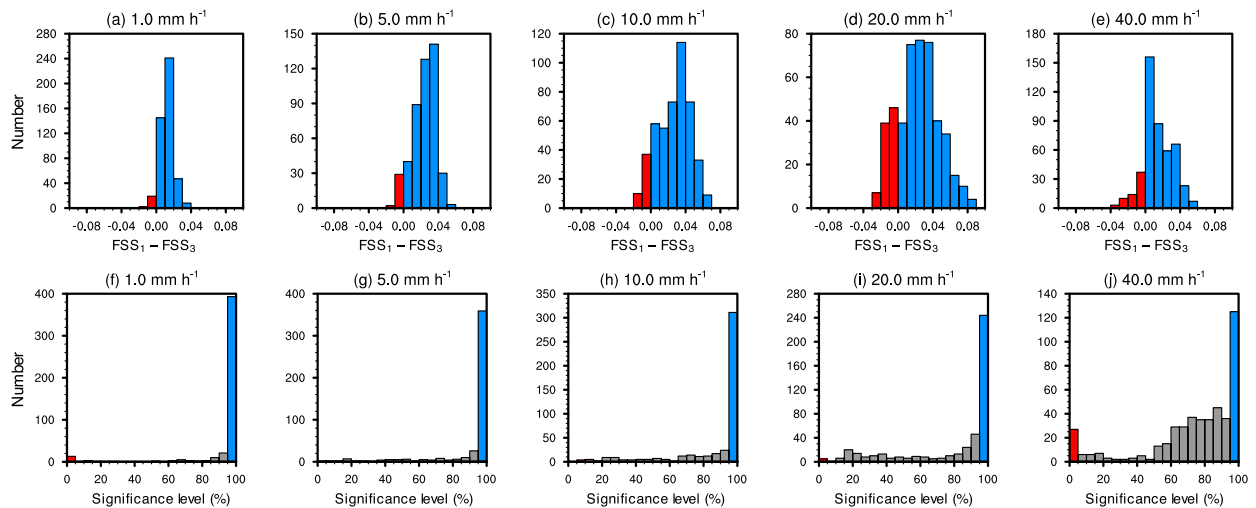 (a) 1.0 mm h⁻¹
(b) 5.0 mm h⁻¹
(c) 10.0 mm h⁻¹
(d) 20.0 mm h⁻¹
(e) 40.0 mm h⁻¹
Number
280
240
200
160
120
80
40
0
-0.08 -0.04 0.00 0.04 0.08
FSS₁ – FSS₃
150
120
90
60
30
0
-0.08 -0.04 0.00 0.04 0.08
FSS₁ – FSS₃
120
100
80
60
40
20
0
-0.08 -0.04 0.00 0.04 0.08
FSS₁ – FSS₃
80
60
40
20
0
-0.08 -0.04 0.00 0.04 0.08
FSS₁ – FSS₃
180
150
120
90
60
30
0
-0.08 -0.04 0.00 0.04 0.08
FSS₁ – FSS₃
(f) 1.0 mm h⁻¹
(g) 5.0 mm h⁻¹
(h) 10.0 mm h⁻¹
(i) 20.0 mm h⁻¹
(j) 40.0 mm h⁻¹
Number
400
300
200
100
0
0 20 40 60 80 100
Significance level (%)
400
300
200
100
0
0 20 40 60 80 100
Significance level (%)
350
300
250
200
150
100
50
0
0 20 40 60 80 100
Significance level (%)
280
240
200
160
120
80
40
0
0 20 40 60 80 100
Significance level (%)
140
120
100
80
60
40
20
0
0 20 40 60 80 100
Significance level (%)